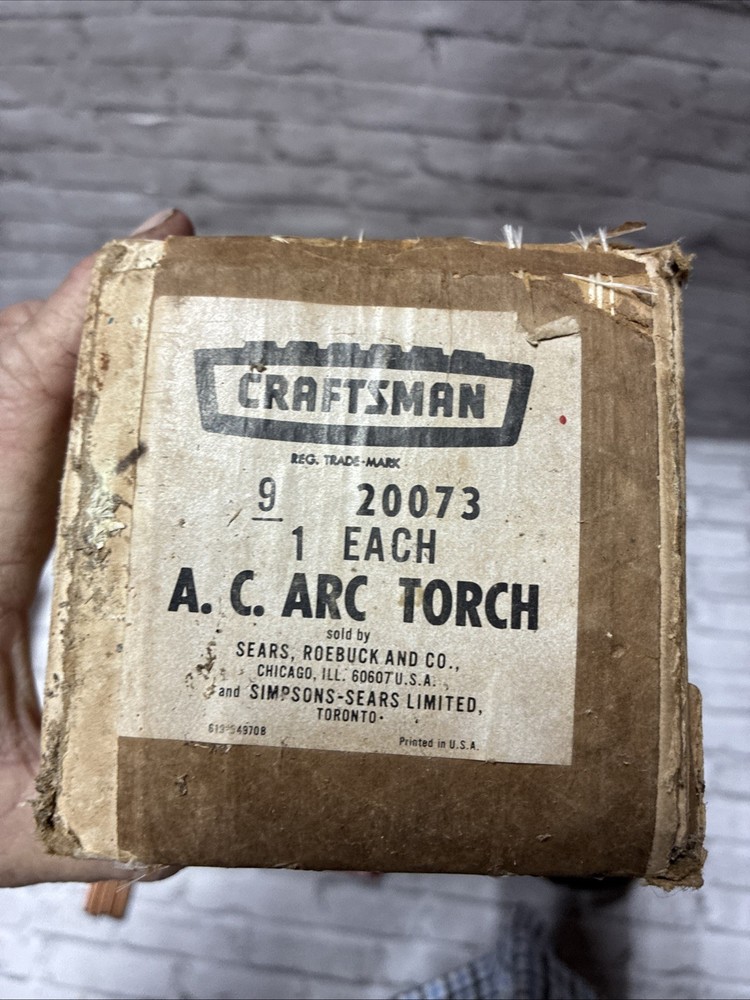 CRAFTSMAN
REG. TRADE-MARK
9 20073
1 EACH
A. C. ARC TORCH
sold by
SEARS, ROEBUCK AND CO.,
CHICAGO, ILL. 60607 U.S.A.
and SIMPSONS-SEARS LIMITED,
TORONTO
Printed in U.S.A.